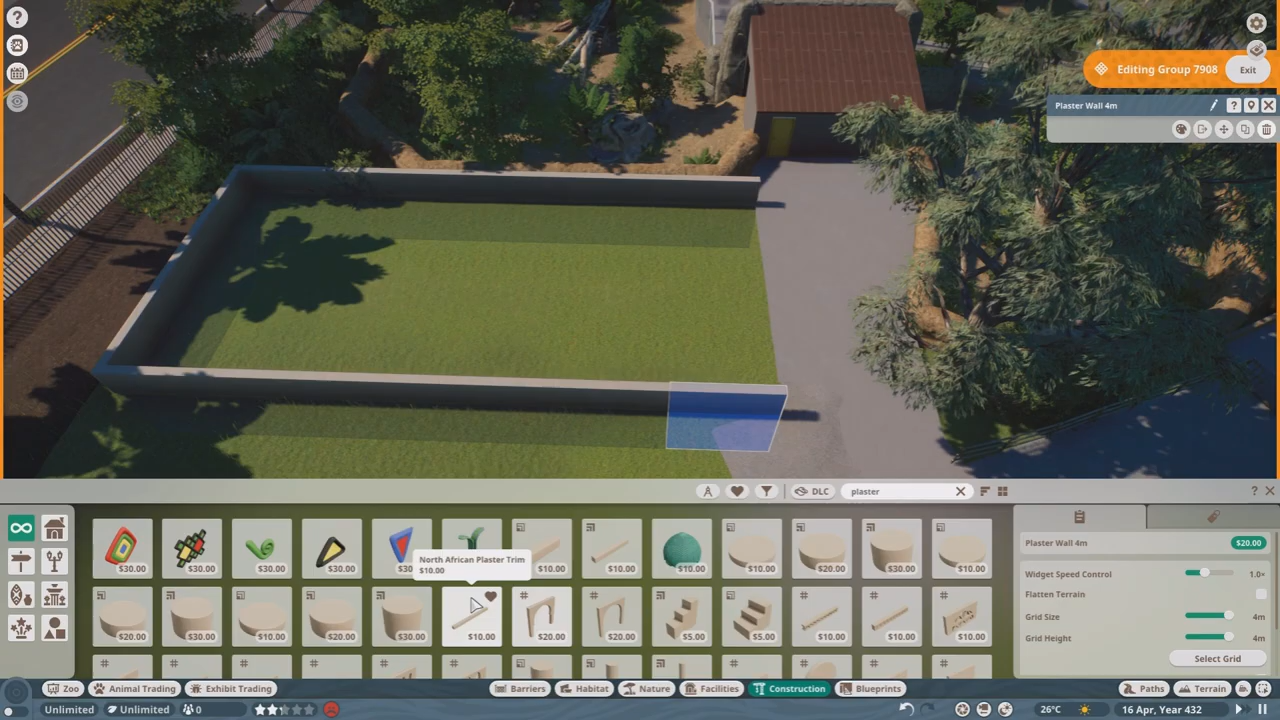 ?
Editing Group 7908
Exit
Plaster Wall 4m
?
DLC
plaster
?
$30.00 $30.00 $30.00 $30.00 $30 $10.00 $10.00 $10.00 $10.00 $20.00 $30.00 $10.00
North African Plaster Trim
$10.00
$20.00 $30.00 $10.00 $20.00 $30.00 $10.00 $20.00 $20.00 $5.00 $5.00 $10.00 $10.00 $10.00
Plaster Wall 4m $20.00
Widget Speed Control 1.0×
Flatten Terrain
Grid Size 4m
Grid Height 4m
Select Grid
Zoo Animal Trading Exhibit Trading Barriers Habitat Nature Facilities Construction Blueprints Paths Terrain
Unlimited Unlimited 0 26°C 16 Apr, Year 432